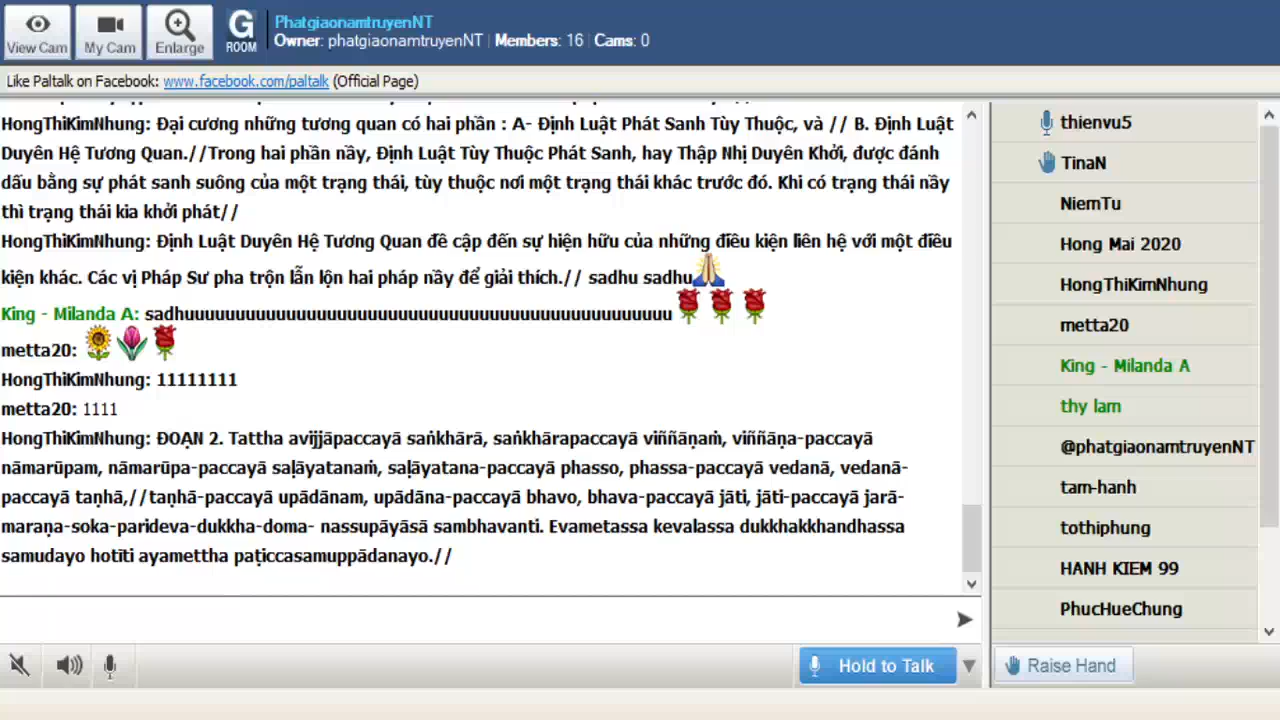 View Cam
My Cam
Enlarge
G
ROOM
PhatgiaonamtruyenNT
Owner: phatgiaonamtruyenNT | Members: 16 | Cams: 0
Like Paltalk on Facebook: www.facebook.com/paltalk (Official Page)
HongThiKimNhung: Đại cương những tương quan có hai phần : A- Định Luật Phát Sanh Tùy Thuộc, và // B. Định Luật
Duyên Hệ Tương Quan.//Trong hai phần nầy, Định Luật Tùy Thuộc Phát Sanh, hay Thập Nhị Duyên Khởi, được đánh
dấu bằng sự phát sanh suông của một trạng thái, tùy thuộc nơi một trạng thái khác trước đó. Khi có trạng thái nầy
thì trạng thái kia khởi phát//
HongThiKimNhung: Định Luật Duyên Hệ Tương Quan đề cập đến sự hiện hữu của những điều kiện liên hệ với một điều
kiện khác. Các vị Pháp Sư pha trộn lẫn lộn hai pháp nầy để giải thích.// sadhu sadhu
King - Milanda A: sadhuuuuuuuuuuuuuuuuuuuuuuuuuuuuuuuuuuuuuuuuuuuuuuuu
metta20:
HongThiKimNhung: 11111111
metta20: 1111
HongThiKimNhung: ĐOẠN 2. Tattha avijjāpaccayā saṅkhārā, saṅkhārapaccayā viññāṇaṁ, viññāṇa-paccayā
nāmarūpam, nāmarūpa-paccayā saḷāyatanaṁ, saḷāyatana-paccayā phasso, phassa-paccayā vedanā, vedanā-
paccayā taṇhā,//taṇhā-paccayā upādānam, upādāna-paccayā bhavo, bhava-paccayā jāti, jāti-paccayā jarā-
maraṇa-soka-parideva-dukkha-doma- nassupāyāsā sambhavanti. Evametassa kevalassa dukkhakkhandhassa
samudayo hotīti ayamettha paṭiccasamuppādanayo.//
thienvu5
TinaN
NiemTu
Hong Mai 2020
HongThiKimNhung
metta20
King - Milanda A
thy lam
@phatgiaonamtruyenNT
tam-hanh
tothiphung
HANH KIEM 99
PhucHueChung
Hold to Talk
Raise Hand